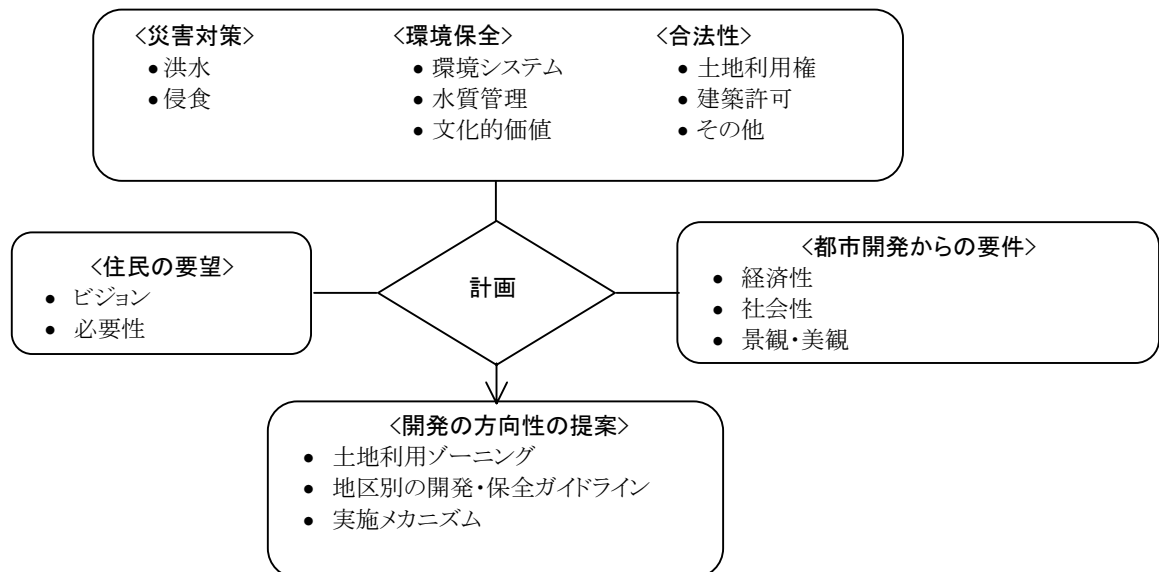 <災害対策>
• 洪水
• 侵食
<環境保全>
• 環境システム
• 水質管理
• 文化的価値
<合法性>
• 土地利用権
• 建築許可
• その他
<住民の要望>
• ビジョン
• 必要性
計画
<都市開発からの要件>
• 経済性
• 社会性
• 景観・美観
<開発の方向性の提案>
• 土地利用ゾーニング
• 地区別の開発・保全ガイドライン
• 実施メカニズム